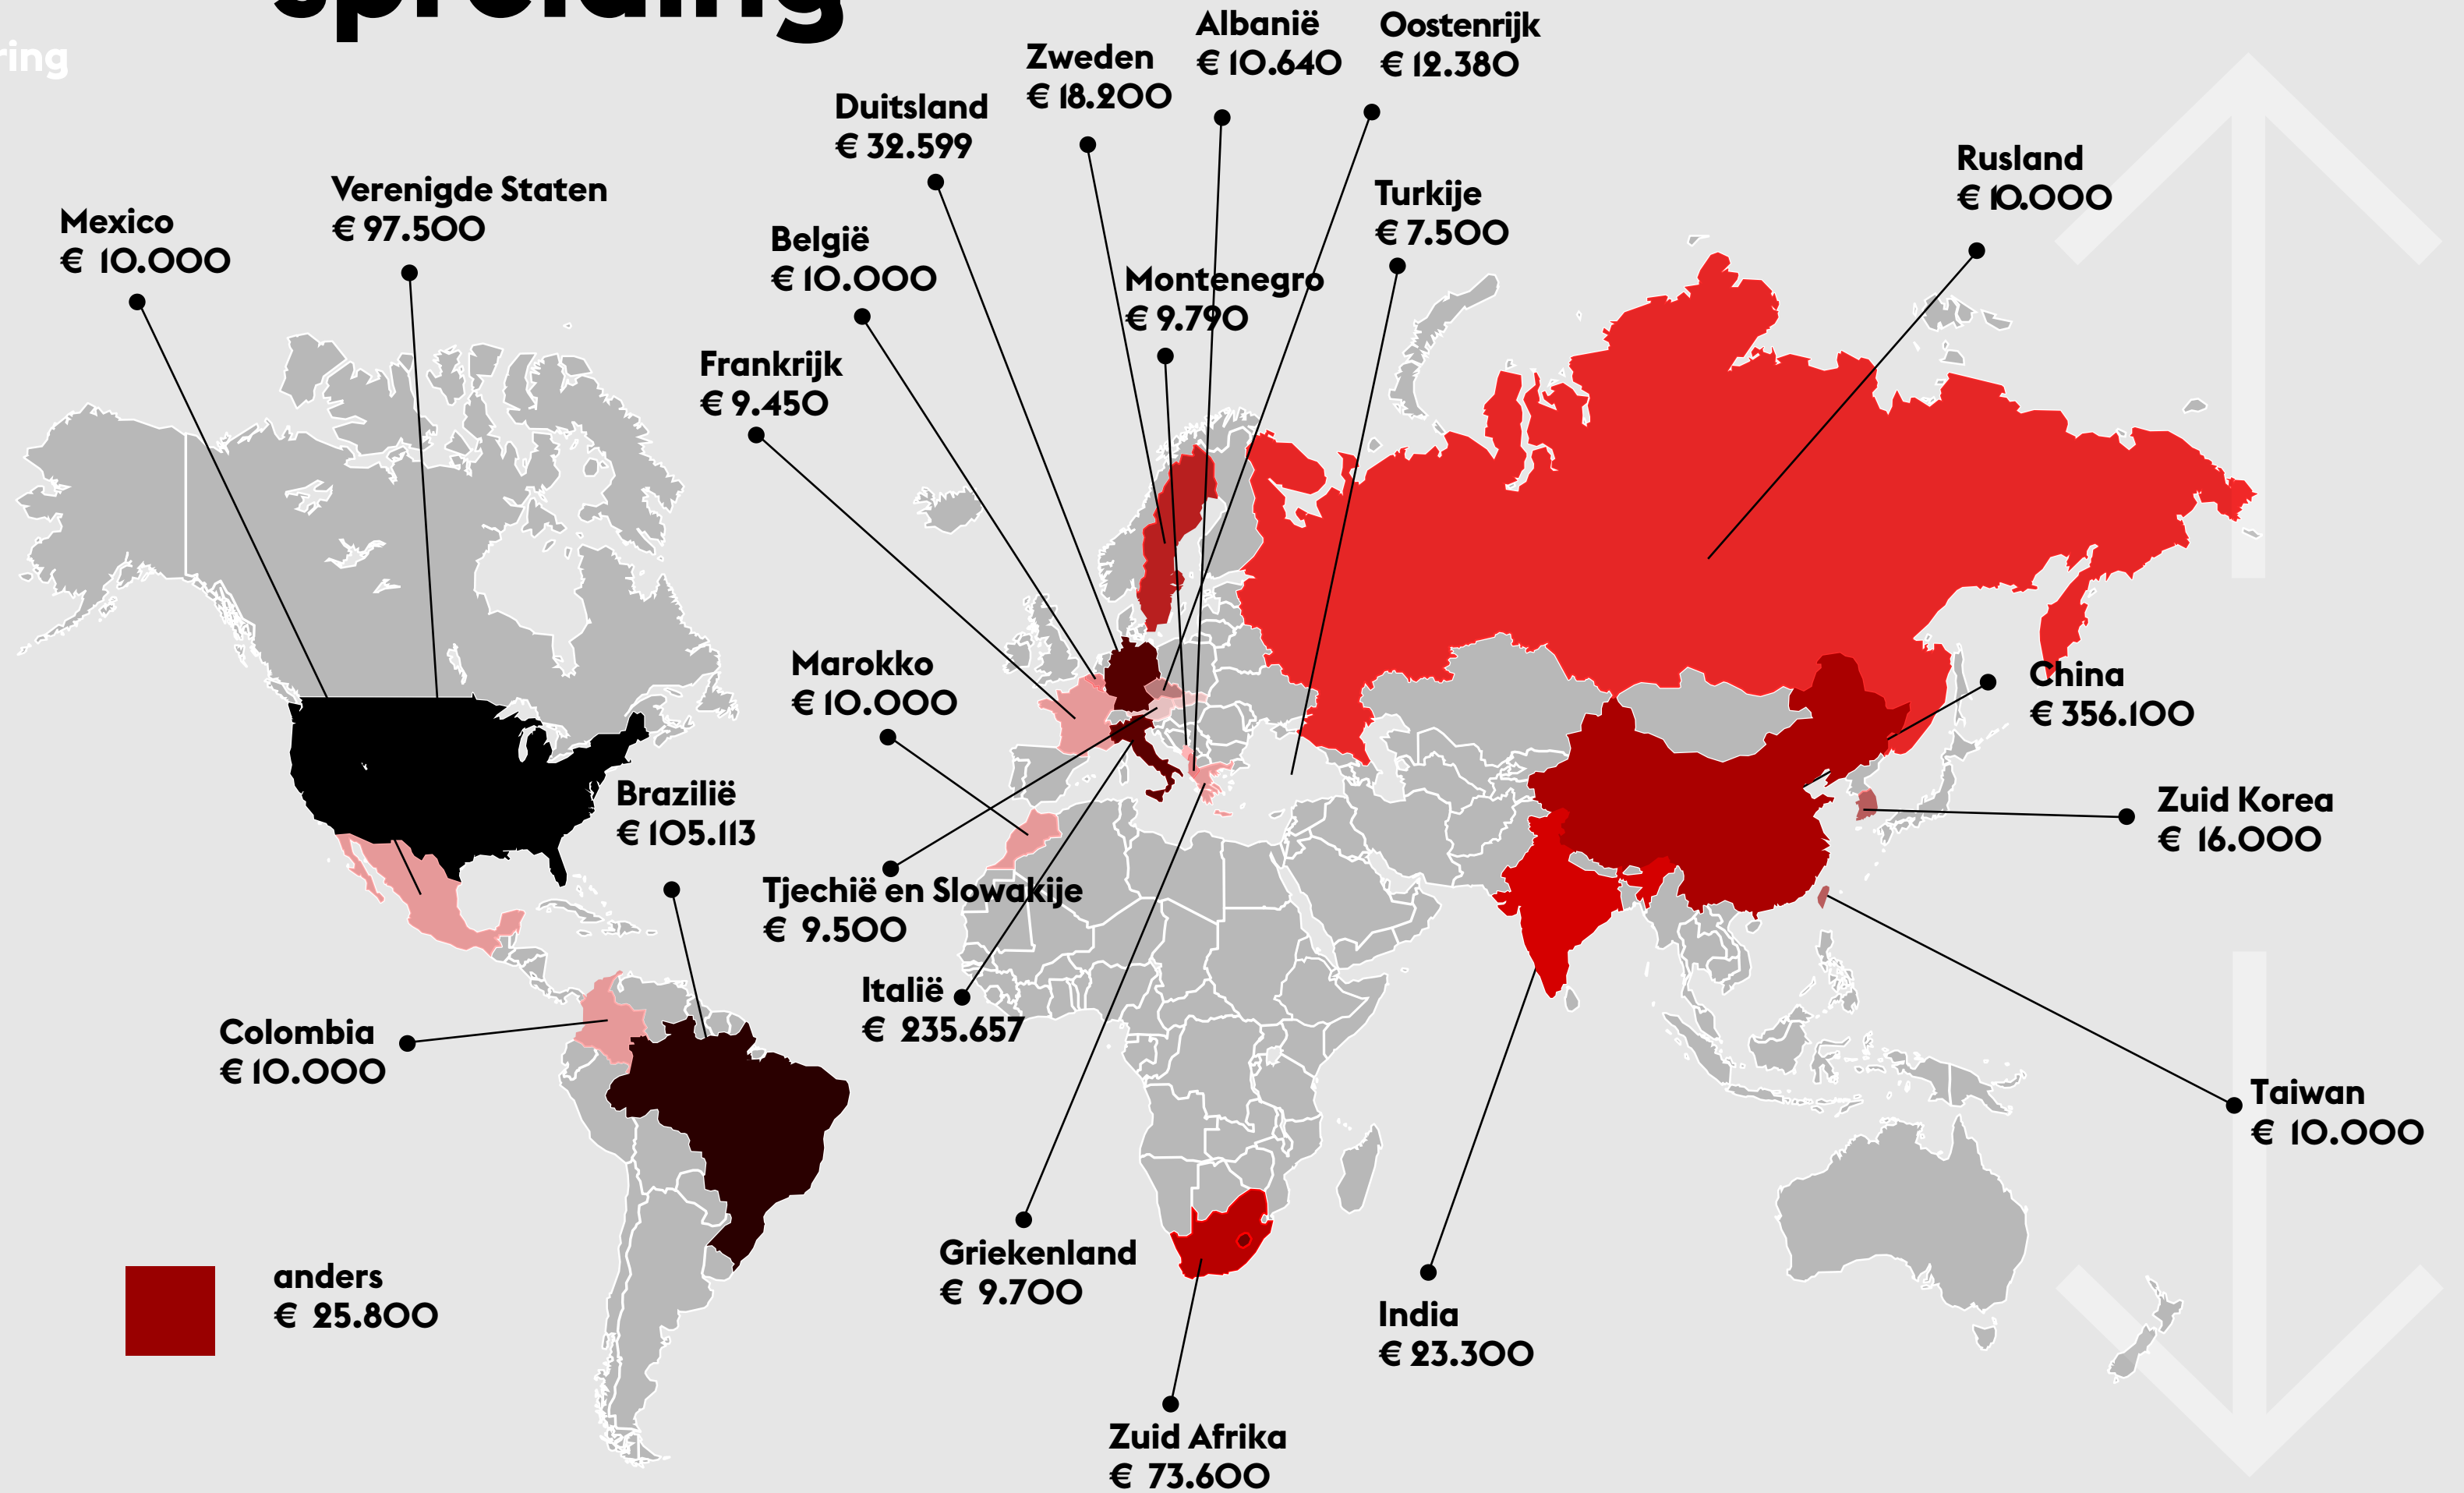 spreiding
ring
Albanië
€ 10.640
Oostenrijk
€ 12.380
Zweden
€ 18.200
Duitsland
€ 32.599
Rusland
€ 10.000
Verenigde Staten
€ 97.500
Turkije
€ 7.500
Mexico
€ 10.000
België
€ 10.000
Montenegro
€ 9.790
Frankrijk
€ 9.450
Marokko
€ 10.000
China
€ 356.100
Brazilië
€ 105.113
Zuid Korea
€ 16.000
Tjechië en Slowakije
€ 9.500
Italië
€ 235.657
Colombia
€ 10.000
Taiwan
€ 10.000
Griekenland
€ 9.700
anders
€ 25.800
India
€ 23.300
Zuid Afrika
€ 73.600